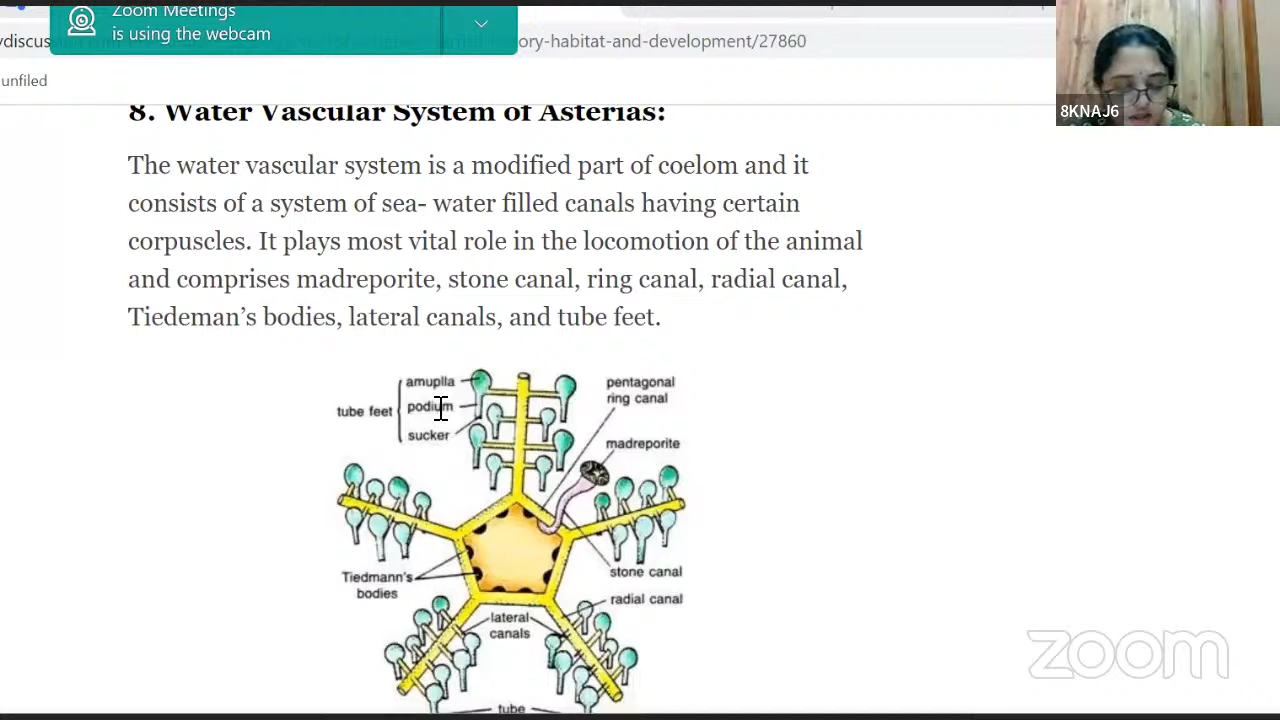 Zoom Meetings
is using the webcam
ory-habitat-and-development/27860
unfiled
8KNAJ6
8. Water Vascular System of Asterias:
The water vascular system is a modified part of coelom and it
consists of a system of sea- water filled canals having certain
corpuscles. It plays most vital role in the locomotion of the animal
and comprises madreporite, stone canal, ring canal, radial canal,
Tiedeman’s bodies, lateral canals, and tube feet.
amuplla
podium
sucker
tube feet
pentagonal
ring canal
madreporite
Tiedmann's
bodies
stone canal
radial canal
lateral
canals
tube
zoom